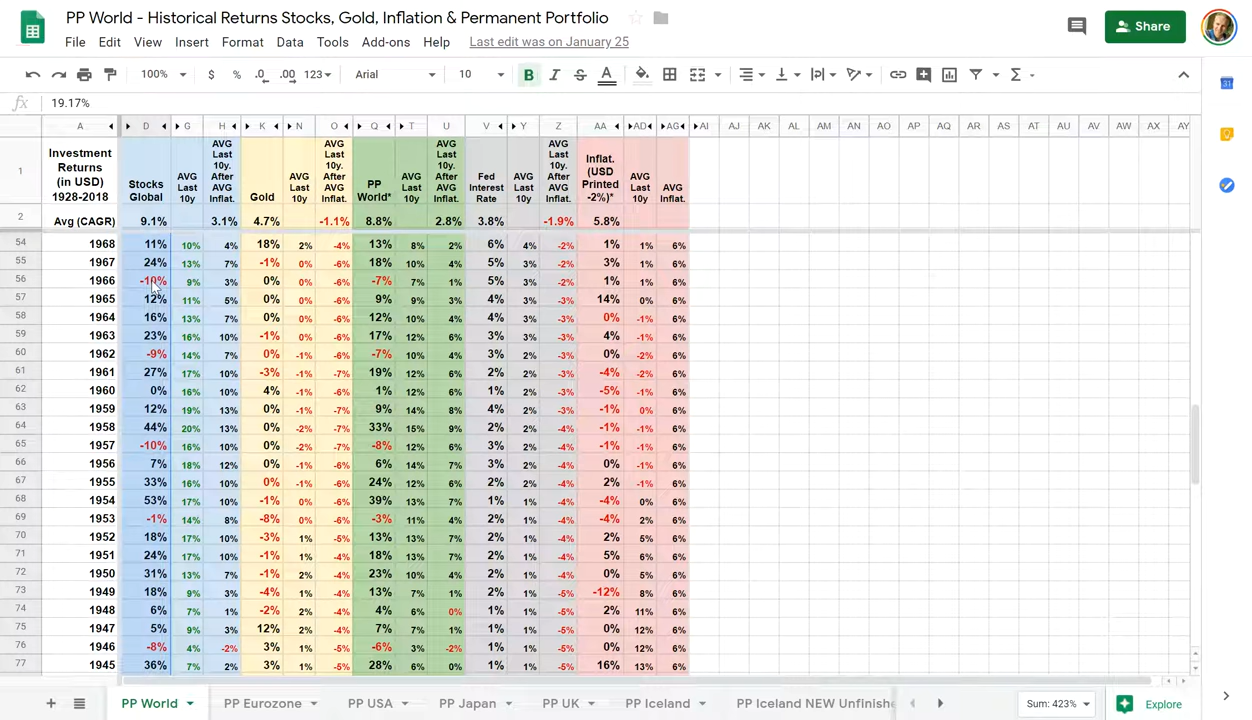 PP World - Historical Returns Stocks, Gold, Inflation & Permanent Portfolio
File Edit View Insert Format Data Tools Add-ons Help Last edit was on January 25
Share
100% $ % .0 .00 123 Arial 10 B I S A Σ
fx 19.17%
A D G H K N O Q T U V Y Z AA AD AG AI AJ AK AL AM AN AO AP AQ AR AS AT AU AV AW AX AY
1 Investment Returns (in USD) 1928-2018 Stocks Global AVG Last 10y AVG Last 10y. After AVG Inflat. Gold AVG Last 10y AVG Last 10y. After AVG Inflat. PP World* AVG Last 10y AVG Last 10y. After AVG Inflat. Fed Interest Rate AVG Last 10y AVG Last 10y. After AVG Inflat. Inflat. (USD Printed -2%)* AVG Last 10y AVG Inflat.
2 Avg (CAGR) 9.1% 3.1% 4.7% -1.1% 8.8% 2.8% 3.8% -1.9% 5.8%
54 1968 11% 10% 4% 18% 2% -4% 13% 8% 2% 6% 4% -2% 1% 1% 6%
55 1967 24% 13% 7% -1% 0% -6% 18% 10% 4% 5% 3% -2% 3% 1% 6%
56 1966 -10% 9% 3% 0% 0% -6% -7% 7% 1% 5% 3% -2% 1% 1% 6%
57 1965 12% 11% 5% 0% 0% -6% 9% 9% 3% 4% 3% -3% 14% 0% 6%
58 1964 16% 13% 7% 0% 0% -6% 12% 10% 4% 4% 3% -3% 0% -1% 6%
59 1963 23% 16% 10% -1% 0% -6% 17% 12% 6% 3% 3% -3% 4% -1% 6%
60 1962 -9% 14% 7% 0% -1% -6% -7% 10% 4% 3% 2% -3% 0% -2% 6%
61 1961 27% 17% 10% -3% -1% -7% 19% 12% 6% 2% 2% -3% -4% -2% 6%
62 1960 0% 16% 10% 4% -1% -6% 1% 12% 6% 1% 2% -3% -5% -1% 6%
63 1959 12% 19% 13% 0% -1% -7% 9% 14% 8% 4% 2% -3% -1% 0% 6%
64 1958 44% 20% 13% 0% -2% -7% 33% 15% 9% 2% 2% -4% -1% -1% 6%
65 1957 -10% 16% 10% 0% -2% -7% -8% 12% 6% 3% 2% -4% -1% -1% 6%
66 1956 7% 18% 12% 0% -1% -6% 6% 14% 7% 3% 2% -4% 0% -1% 6%
67 1955 33% 16% 10% 0% -1% -6% 24% 12% 6% 2% 2% -4% 2% -1% 6%
68 1954 53% 17% 10% -1% 0% -6% 39% 13% 7% 1% 1% -4% -4% 0% 6%
69 1953 -1% 14% 8% -8% 0% -6% -3% 11% 4% 2% 1% -4% -4% 2% 6%
70 1952 18% 17% 10% -3% 1% -5% 13% 13% 7% 2% 1% -4% 2% 5% 6%
71 1951 24% 17% 10% -1% 1% -4% 18% 13% 7% 2% 1% -4% 5% 6% 6%
72 1950 31% 13% 7% -1% 2% -4% 23% 10% 4% 2% 1% -4% 0% 5% 6%
73 1949 18% 9% 3% -4% 1% -4% 13% 7% 1% 2% 1% -5% -12% 8% 6%
74 1948 6% 7% 1% -2% 2% -4% 4% 6% 0% 1% 1% -5% 2% 11% 6%
75 1947 5% 9% 3% 12% 2% -4% 7% 7% 1% 1% 1% -5% 0% 12% 6%
76 1946 -8% 4% -2% 3% 1% -5% -6% 3% -2% 1% 1% -5% 0% 12% 6%
77 1945 36% 7% 2% 3% 1% -5% 28% 6% 0% 1% 1% -5% 16% 13% 6%
PP World PP Eurozone PP USA PP Japan PP UK PP Iceland PP Iceland NEW Unfinishe Sum: 423% Explore